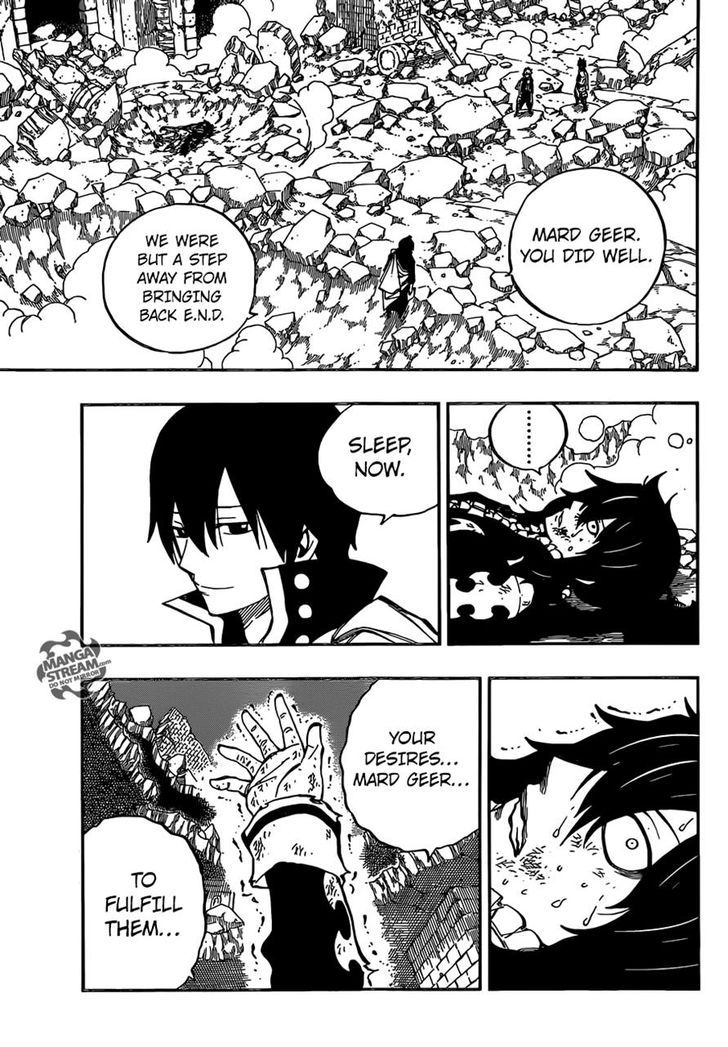 MARD GEER.
YOU DID WELL.
WE WERE
BUT A STEP
AWAY FROM
BRINGING
BACK E.N.D.
.........
SLEEP,
NOW.
YOUR
DESIRES...
MARD GEER...
TO
FULFILL
THEM...
MANGA
STREAM.com
DO NOT MIRROR